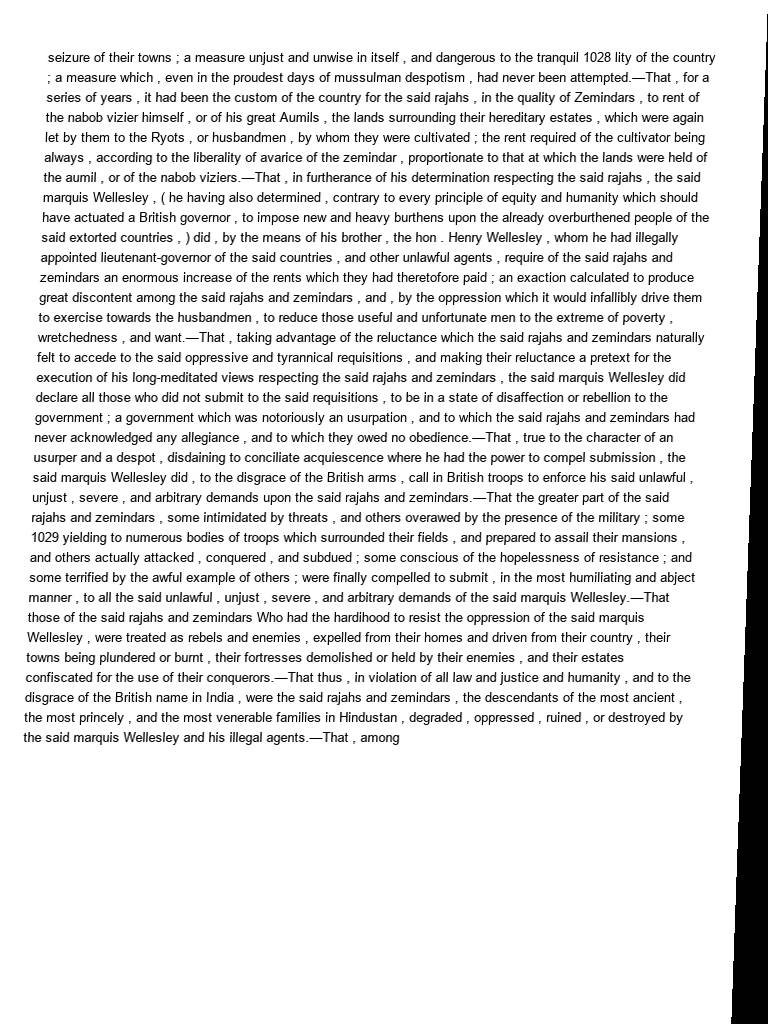 seizure of their towns ; a measure unjust and unwise in itself , and dangerous to the tranquil 1028 lity of the country
; a measure which , even in the proudest days of mussulman despotism , had never been attempted.—That , for a
series of years , it had been the custom of the country for the said rajahs , in the quality of Zemindars , to rent of
the nabob vizier himself , or of his great Aumils , the lands surrounding their hereditary estates , which were again
let by them to the Ryots , or husbandmen , by whom they were cultivated ; the rent required of the cultivator being
always , according to the liberality of avarice of the zemindar , proportionate to that at which the lands were held of
the aumil , or of the nabob viziers.—That , in furtherance of his determination respecting the said rajahs , the said
marquis Wellesley , ( he having also determined , contrary to every principle of equity and humanity which should
have actuated a British governor , to impose new and heavy burthens upon the already overburthened people of the
said extorted countries , ) did , by the means of his brother , the hon . Henry Wellesley , whom he had illegally
appointed lieutenant-governor of the said countries , and other unlawful agents , require of the said rajahs and
zemindars an enormous increase of the rents which they had theretofore paid ; an exaction calculated to produce
great discontent among the said rajahs and zemindars , and , by the oppression which it would infallibly drive them
to exercise towards the husbandmen , to reduce those useful and unfortunate men to the extreme of poverty ,
wretchedness , and want.—That , taking advantage of the reluctance which the said rajahs and zemindars naturally
felt to accede to the said oppressive and tyrannical requisitions , and making their reluctance a pretext for the
execution of his long-meditated views respecting the said rajahs and zemindars , the said marquis Wellesley did
declare all those who did not submit to the said requisitions , to be in a state of disaffection or rebellion to the
government ; a government which was notoriously an usurpation , and to which the said rajahs and zemindars had
never acknowledged any allegiance , and to which they owed no obedience.—That , true to the character of an
usurper and a despot , disdaining to conciliate acquiescence where he had the power to compel submission , the
said marquis Wellesley did , to the disgrace of the British arms , call in British troops to enforce his said unlawful ,
unjust , severe , and arbitrary demands upon the said rajahs and zemindars.—That the greater part of the said
rajahs and zemindars , some intimidated by threats , and others overawed by the presence of the military ; some
1029 yielding to numerous bodies of troops which surrounded their fields , and prepared to assail their mansions ,
and others actually attacked , conquered , and subdued ; some conscious of the hopelessness of resistance ; and
some terrified by the awful example of others ; were finally compelled to submit , in the most humiliating and abject
manner , to all the said unlawful , unjust , severe , and arbitrary demands of the said marquis Wellesley.—That
those of the said rajahs and zemindars Who had the hardihood to resist the oppression of the said marquis
Wellesley , were treated as rebels and enemies , expelled from their homes and driven from their country , their
towns being plundered or burnt , their fortresses demolished or held by their enemies , and their estates
confiscated for the use of their conquerors.—That thus , in violation of all law and justice and humanity , and to the
disgrace of the British name in India , were the said rajahs and zemindars , the descendants of the most ancient ,
the most princely , and the most venerable families in Hindustan , degraded , oppressed , ruined , or destroyed by
the said marquis Wellesley and his illegal agents.—That , among